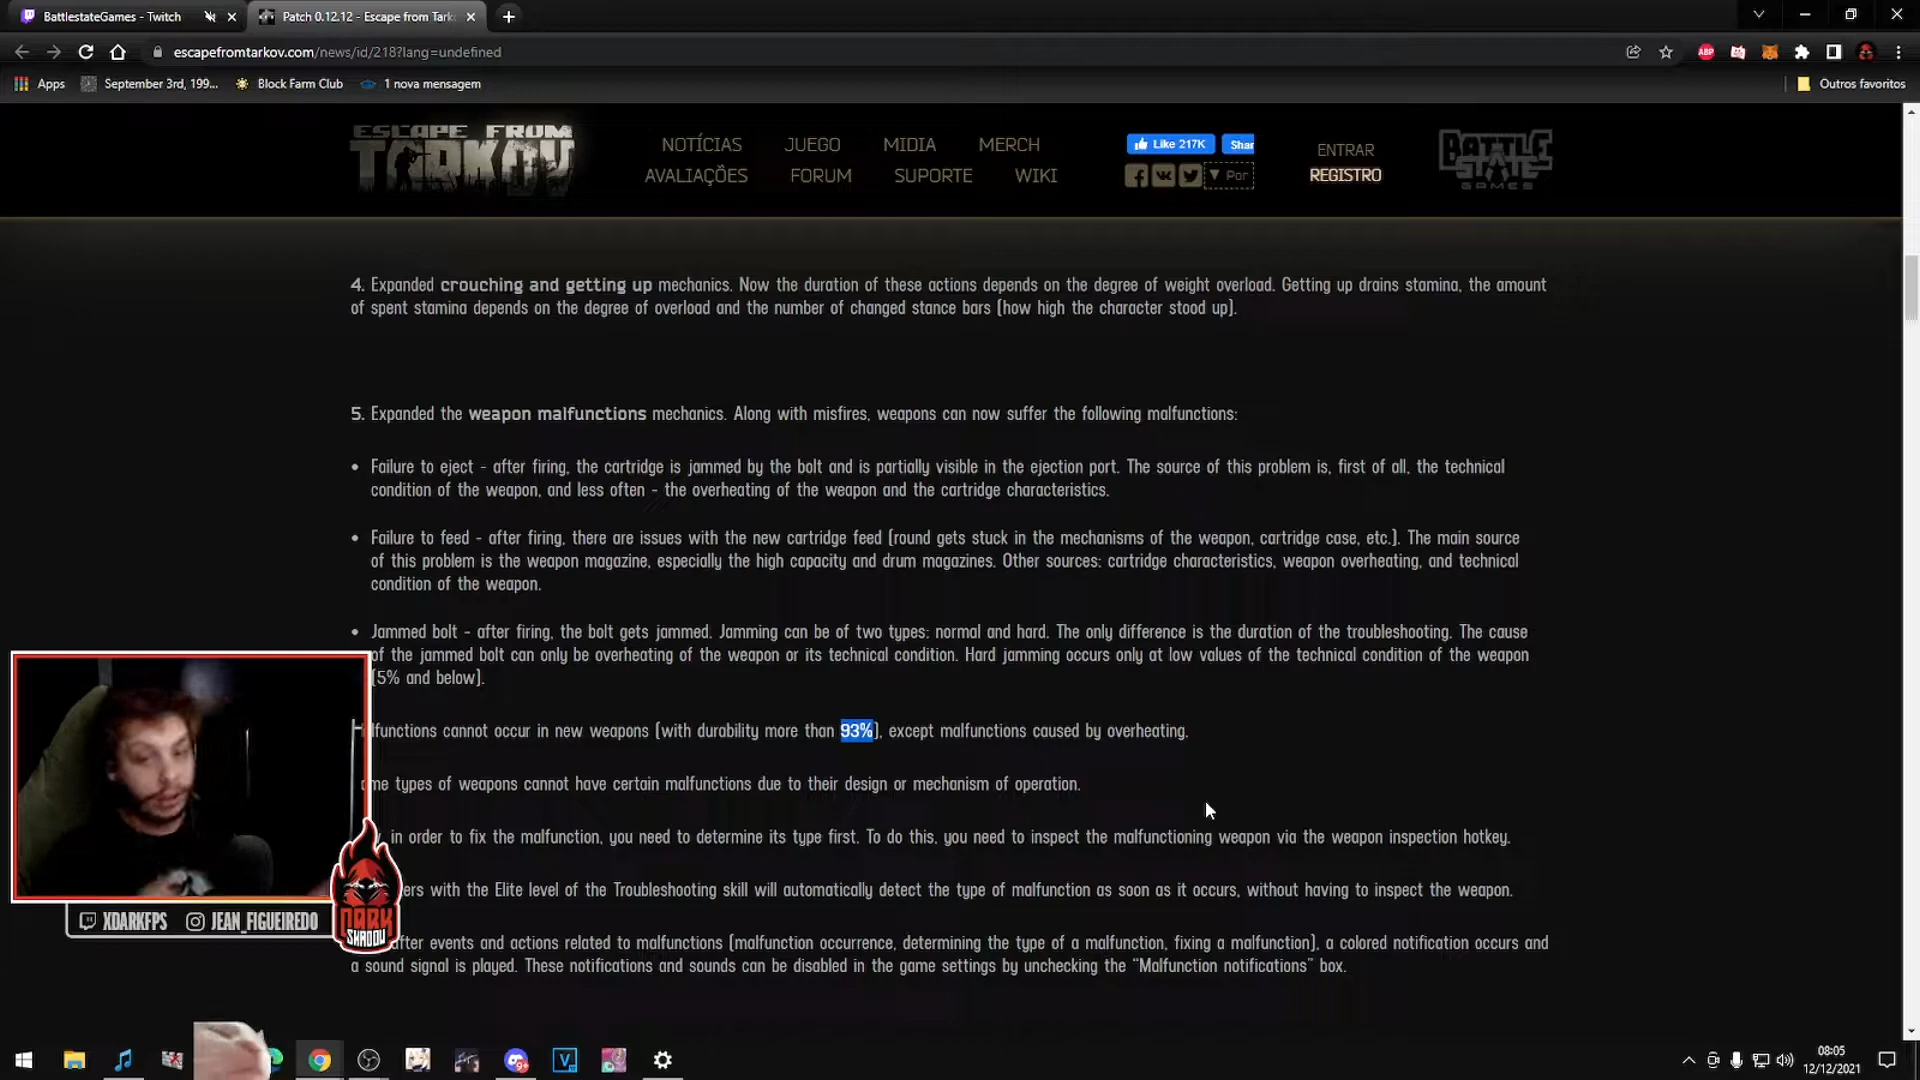 BattlestateGames - Twitch
Patch 0.12.12 - Escape from Tark
escapefromtarkov.com/news/id/218?lang=undefined
ABP
Apps
September 3rd, 199...
Block Farm Club
1 nova mensagem
Outros favoritos
ESCAPE FROM
TARKOV
NOTÍCIAS JUEGO MIDIA MERCH
AVALIAÇÕES FORUM SUPORTE WIKI
Like 217K Shar
▼ Por
ENTRAR
REGISTRO
BATTLE
STATE
GAMES
4. Expanded crouching and getting up mechanics. Now the duration of these actions depends on the degree of weight overload. Getting up drains stamina, the amount
of spent stamina depends on the degree of overload and the number of changed stance bars (how high the character stood up).
5. Expanded the weapon malfunctions mechanics. Along with misfires, weapons can now suffer the following malfunctions:
• Failure to eject - after firing, the cartridge is jammed by the bolt and is partially visible in the ejection port. The source of this problem is, first of all, the technical
condition of the weapon, and less often - the overheating of the weapon and the cartridge characteristics.
• Failure to feed - after firing, there are issues with the new cartridge feed (round gets stuck in the mechanisms of the weapon, cartridge case, etc.). The main source
of this problem is the weapon magazine, especially the high capacity and drum magazines. Other sources: cartridge characteristics, weapon overheating, and technical
condition of the weapon.
• Jammed bolt - after firing, the bolt gets jammed. Jamming can be of two types: normal and hard. The only difference is the duration of the troubleshooting. The cause
of the jammed bolt can only be overheating of the weapon or its technical condition. Hard jamming occurs only at low values of the technical condition of the weapon
(5% and below).
lfunctions cannot occur in new weapons (with durability more than 93%), except malfunctions caused by overheating.
ome types of weapons cannot have certain malfunctions due to their design or mechanism of operation.
, in order to fix the malfunction, you need to determine its type first. To do this, you need to inspect the malfunctioning weapon via the weapon inspection hotkey.
ers with the Elite level of the Troubleshooting skill will automatically detect the type of malfunction as soon as it occurs, without having to inspect the weapon.
after events and actions related to malfunctions (malfunction occurrence, determining the type of a malfunction, fixing a malfunction), a colored notification occurs and
a sound signal is played. These notifications and sounds can be disabled in the game settings by unchecking the “Malfunction notifications” box.
XDARKFPS JEAN_FIGUEIREDO
DARK
SHADOW
9+
V
08:05
12/12/2021